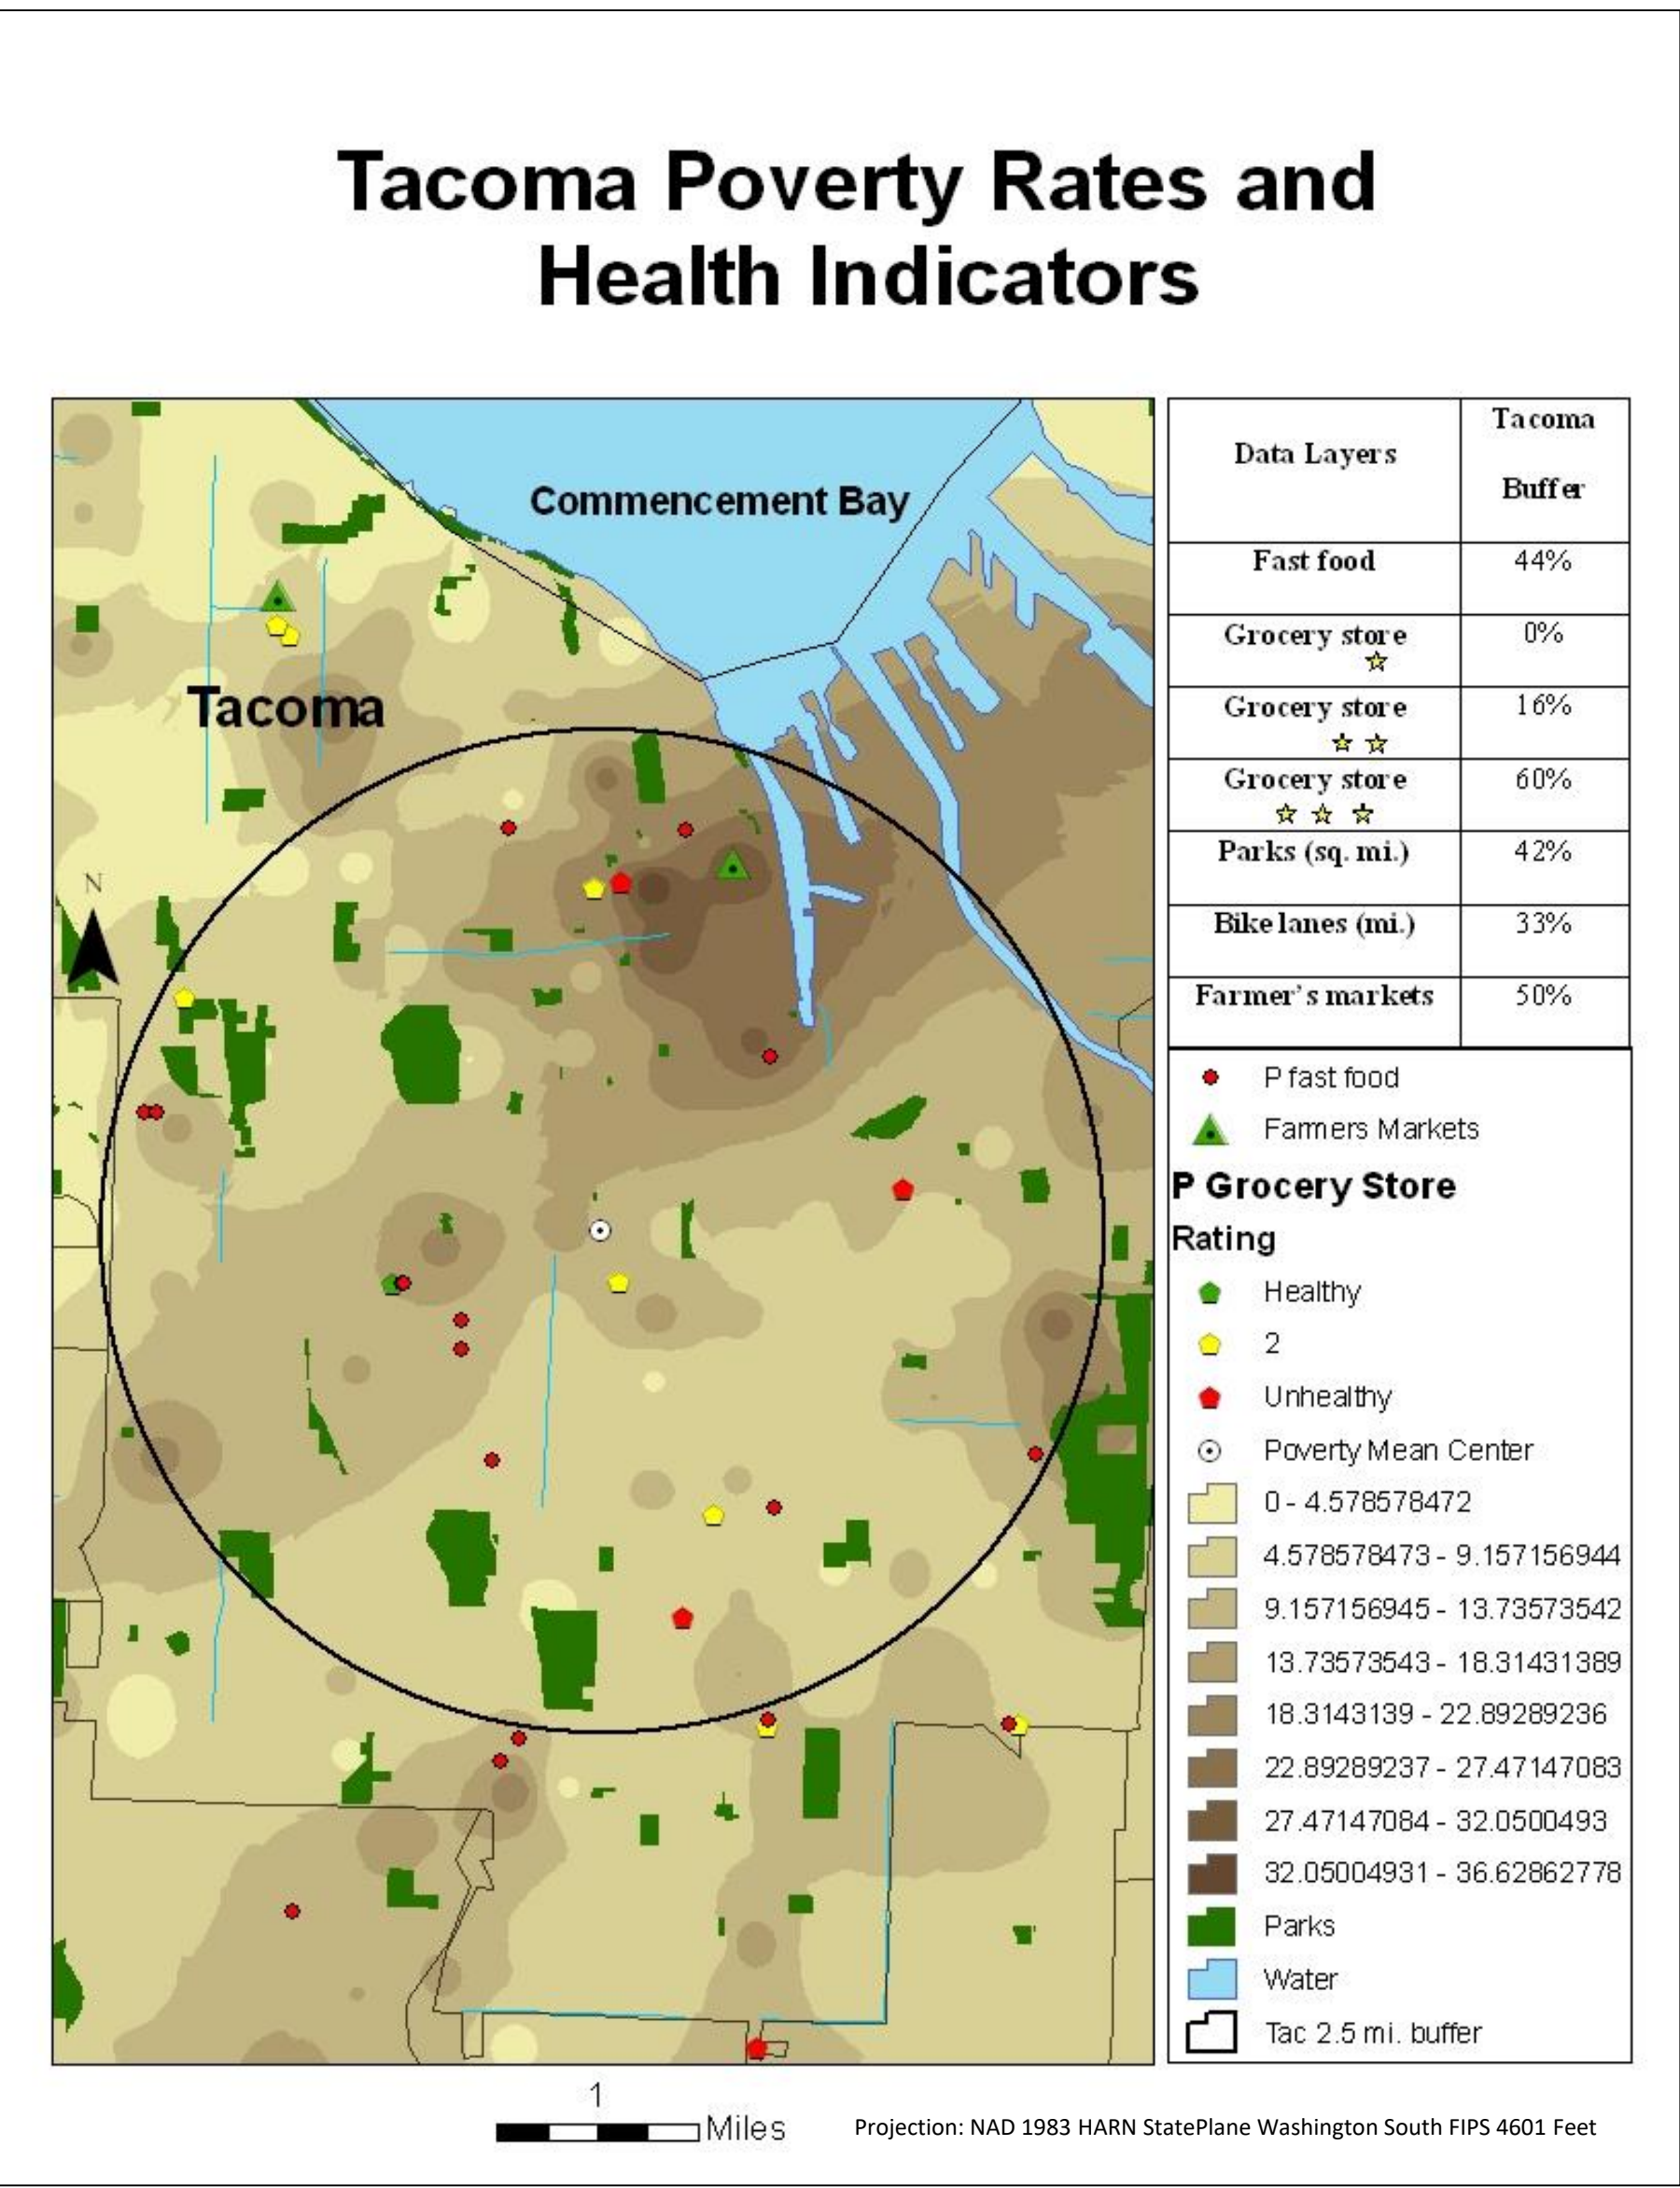 Tacoma Poverty Rates and
Health Indicators
Commencement Bay
Tacoma
N
Data Layers
Tacoma
Buffer
Fast food 44%
Grocery store 0%
Grocery store 16%
Grocery store 60%
Parks (sq. mi.) 42%
Bike lanes (mi.) 33%
Farmer's markets 50%
P fast food
Farmers Markets
P Grocery Store
Rating
Healthy
2
Unhealthy
Poverty Mean Center
0 - 4.578578472
4.578578473 - 9.157156944
9.157156945 - 13.73573542
13.73573543 - 18.31431389
18.3143139 - 22.89289236
22.89289237 - 27.47147083
27.47147084 - 32.0500493
32.05004931 - 36.62862778
Parks
Water
Tac 2.5 mi. buffer
1
Miles
Projection: NAD 1983 HARN StatePlane Washington South FIPS 4601 Feet